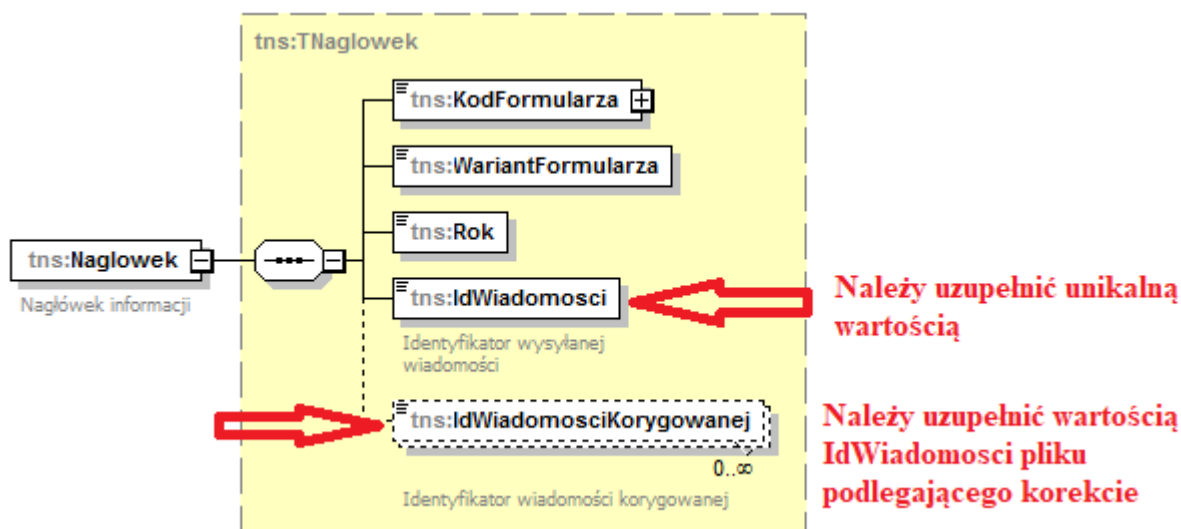 tns:TNaglowek
tns:KodFormularza
tns:WariantFormularza
tns:Rok
tns:Naglowek
Nagłówek informacji
tns:IdWiadomosci
Identyfikator wysyłanej
wiadomości
Należy uzupełnić unikalną
wartością
tns:IdWiadomosciKorygowanej
0..∞
Identyfikator wiadomości korygowanej
Należy uzupełnić wartością
IdWiadomosci pliku
podlegającego korekcie